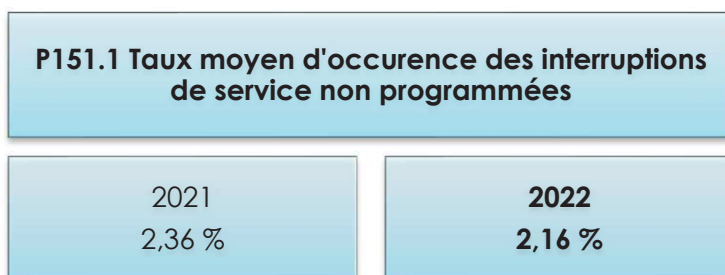 P151.1 Taux moyen d'occurence des interruptions
de service non programmées
2021
2,36 %
2022
2,16 %